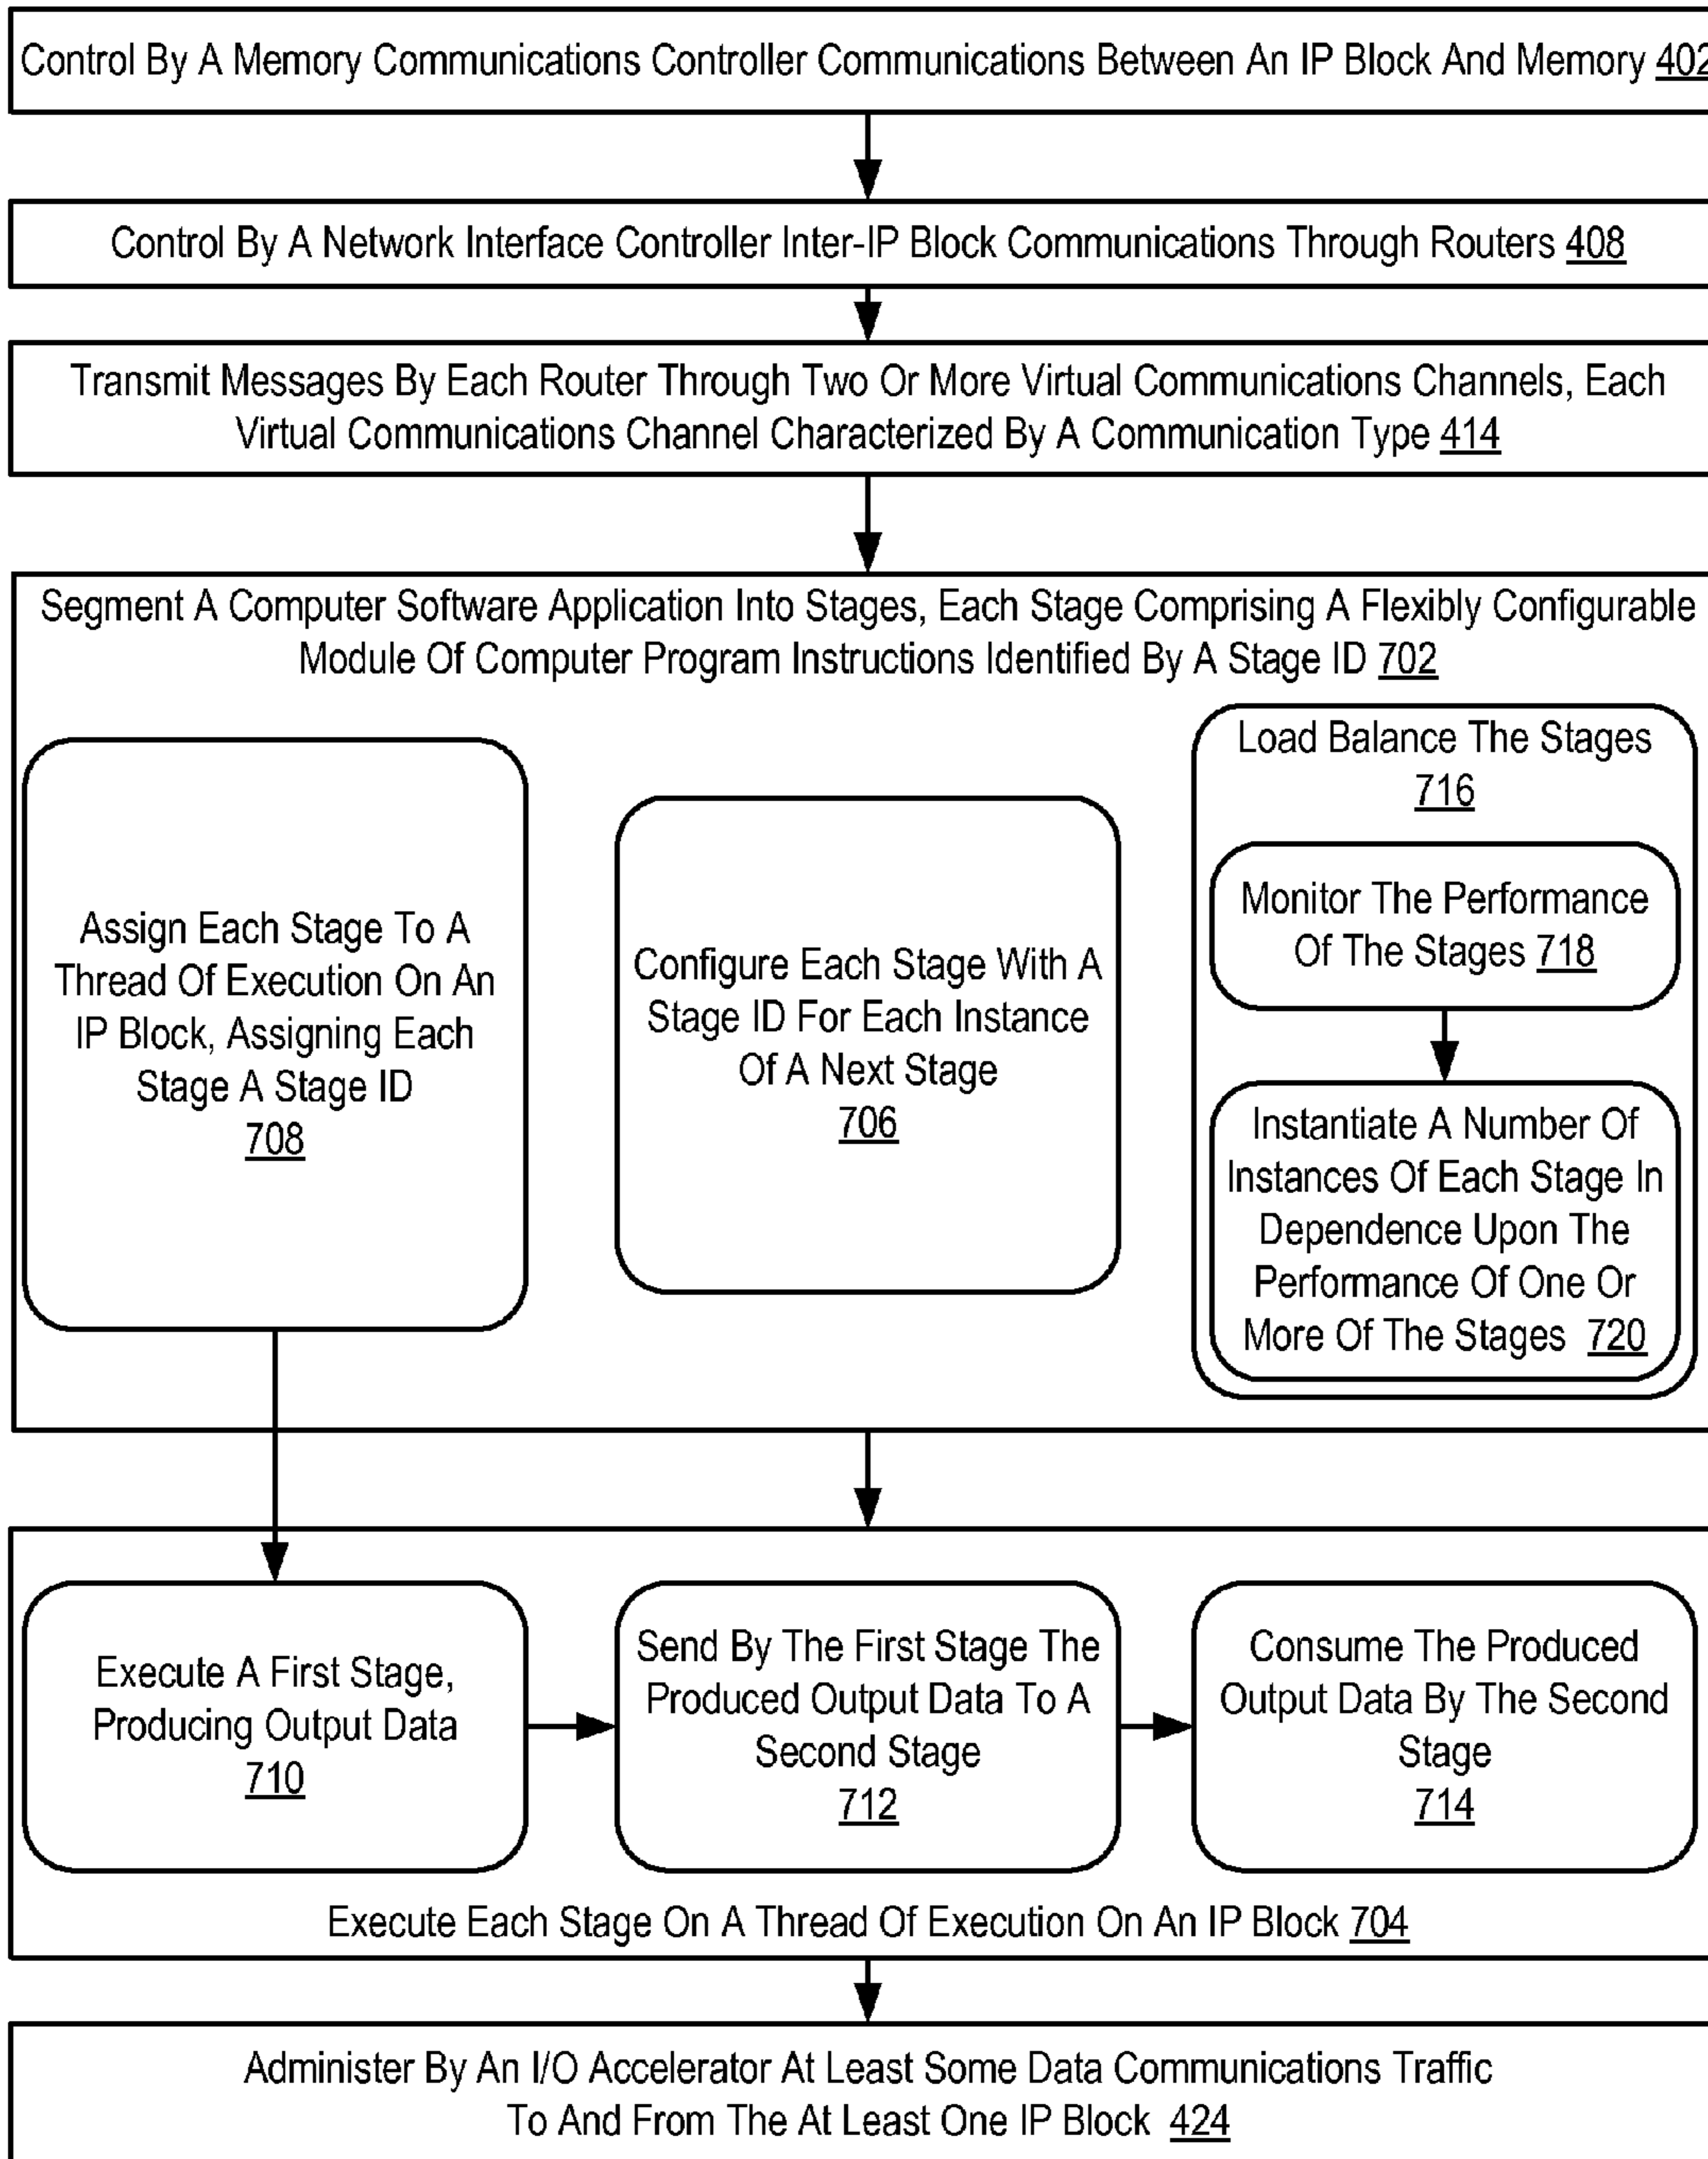 Control By A Memory Communications Controller Communications Between An IP Block And Memory 402
Control By A Network Interface Controller Inter-IP Block Communications Through Routers 408
Transmit Messages By Each Router Through Two Or More Virtual Communications Channels, Each
Virtual Communications Channel Characterized By A Communication Type 414
Segment A Computer Software Application Into Stages, Each Stage Comprising A Flexibly Configurable
Module Of Computer Program Instructions Identified By A Stage ID 702
Assign Each Stage To A
Thread Of Execution On An
IP Block, Assigning Each
Stage A Stage ID
708
Configure Each Stage With A
Stage ID For Each Instance
Of A Next Stage
706
Load Balance The Stages
716
Monitor The Performance
Of The Stages 718
Instantiate A Number Of
Instances Of Each Stage In
Dependence Upon The
Performance Of One Or
More Of The Stages 720
Execute A First Stage,
Producing Output Data
710
Send By The First Stage The
Produced Output Data To A
Second Stage
712
Consume The Produced
Output Data By The Second
Stage
714
Execute Each Stage On A Thread Of Execution On An IP Block 704
Administer By An I/O Accelerator At Least Some Data Communications Traffic
To And From The At Least One IP Block 424